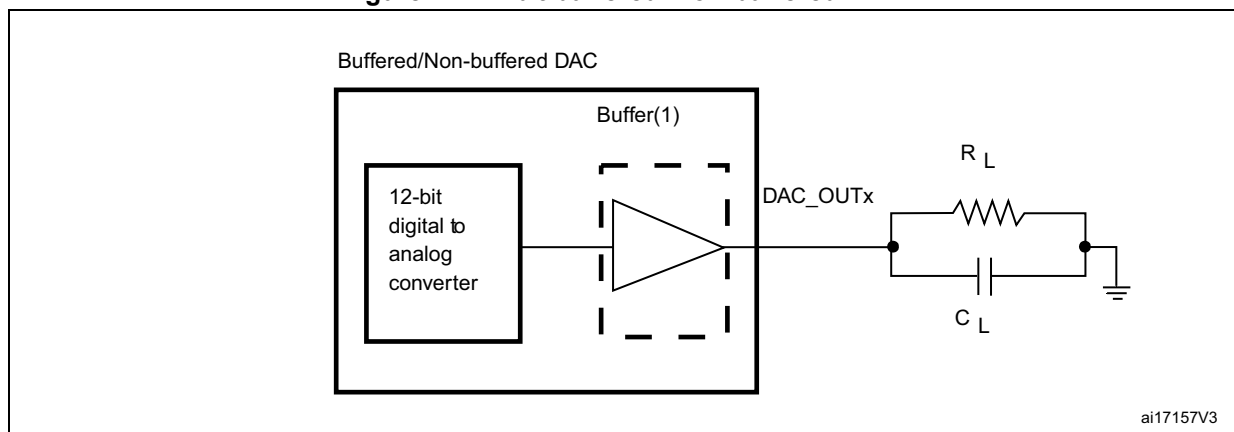 Buffered/Non-buffered DAC
Buffer(1)
12-bit
digital to
analog
converter
DAC_OUTx
R L
C L
ai17157V3